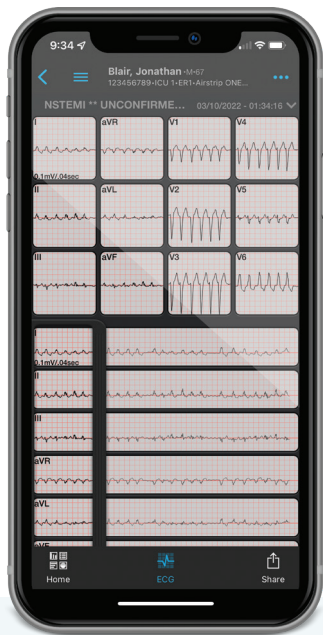 9:34
Blair, Jonathan •M•67
123456789•ICU 1•ER1•Airstrip ONE...
NSTEMI ** UNCONFIRME... 03/10/2022 - 01:34:16
I aVR V1 V4
0.1mV/.04sec
II aVL V2 V5
III aVF V3 V6
I
0.1mV/.04sec
II
III
aVR
aVL
aVF
Home ECG Share